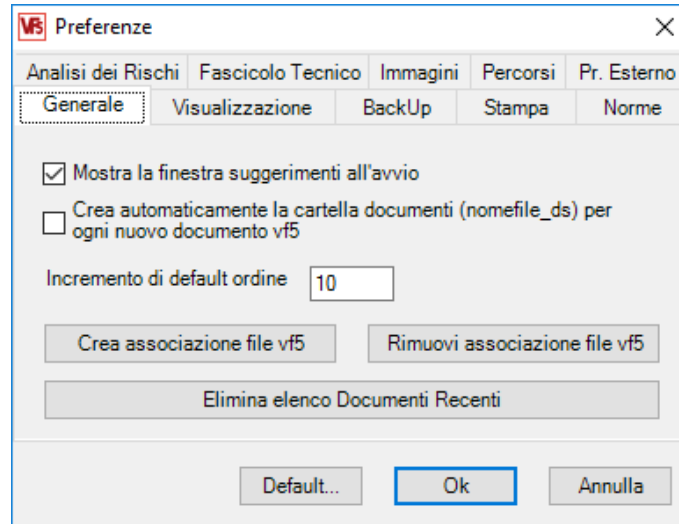 VF5 Preferenze
Analisi dei Rischi Fascicolo Tecnico Immagini Percorsi Pr. Esterno
Generale Visualizzazione BackUp Stampa Norme
Mostra la finestra suggerimenti all'avvio
Crea automaticamente la cartella documenti (nomefile_ds) per
ogni nuovo documento vf5
Incremento di default ordine 10
Crea associazione file vf5 Rimuovi associazione file vf5
Elimina elenco Documenti Recenti
Default... Ok Annulla